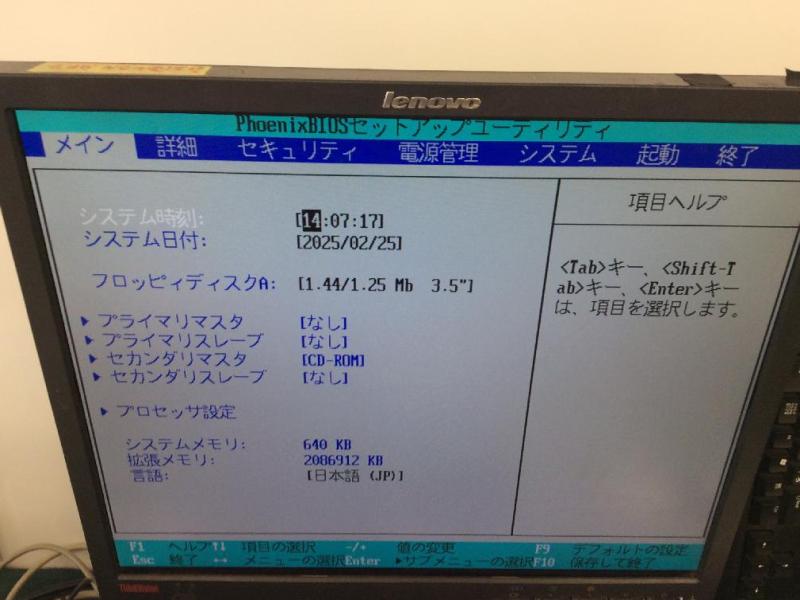 lenovo
PhoenixBIOSセットアップユーティリティ
メイン 詳細 セキュリティ 電源管理 システム 起動 終了
項目ヘルプ
システム時刻: [14:07:17]
システム日付: [2025/02/25]
フロッピィディスクA: [1.44/1.25 Mb 3.5"]
プライマリマスタ [なし]
プライマリスレーブ [なし]
セカンダリマスタ [CD-ROM]
セカンダリスレーブ [なし]
プロセッサ設定
システムメモリ: 640 KB
拡張メモリ: 2086912 KB
言語: [日本語 (JP)]
<Tab>キー、<Shift-T
ab>キー、<Enter>キー
は、項目を選択します。
F1 ヘルプ ↑↓ 項目の選択 -/+ 値の変更 F9 デフォルトの設定
Esc 終了 ↔ メニューの選択 Enter ▶サブメニューの選択 F10 保存して終了
ThinkVision